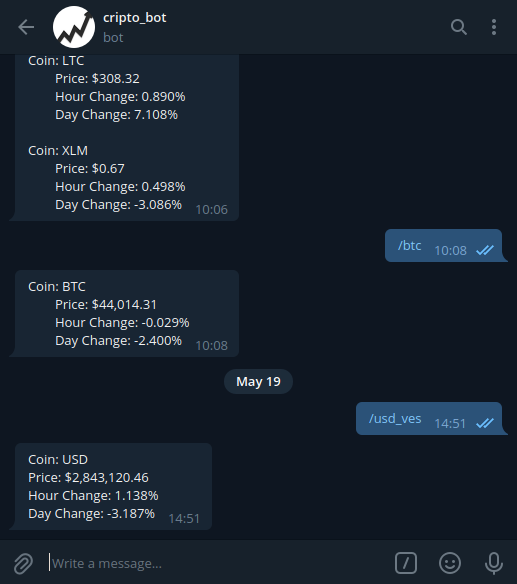 cripto_bot
bot
Coin: LTC
Price: $308.32
Hour Change: 0.890%
Day Change: 7.108%
Coin: XLM
Price: $0.67
Hour Change: 0.498%
Day Change: -3.086% 10:06
/btc 10:08
Coin: BTC
Price: $44,014.31
Hour Change: -0.029%
Day Change: -2.400% 10:08
May 19
/usd_ves 14:51
Coin: USD
Price: $2,843,120.46
Hour Change: 1.138%
Day Change: -3.187% 14:51
Write a message...